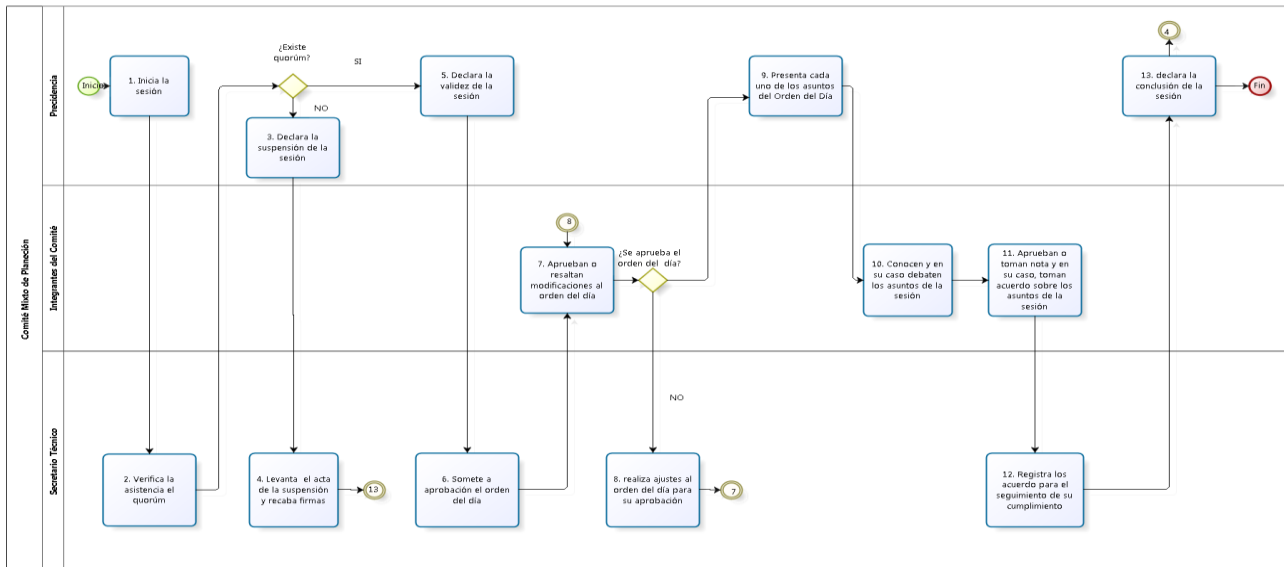 Comité Mixto de Planeción
Precidencia
Inicio
1. Inicia la
sesión
¿Existe
quorúm?
SI
NO
3. Declara la
suspensión de la
sesión
5. Declara la
validez de la
sesión
9. Presenta cada
uno de los asuntos
del Orden del Día
4
13. declara la
conclusión de la
sesión
Fin
Integrantes del Comité
8
7. Aprueban o
resaltan
modificaciones al
orden del día
¿Se aprueba el
orden del día?
10. Conocen y en
su caso debaten
los asuntos de la
sesión
11. Aprueban o
toman nota y en
su caso, toman
acuerdo sobre los
asuntos de la
sesión
Secretario Técnico
2. Verifica la
asistencia el
quorúm
4. Levanta el acta
de la suspensión
y recaba firmas
13
6. Somete a
aprobación el orden
del día
NO
8. realiza ajustes al
orden del día para
su aprobación
7
12. Registra los
acuerdo para el
seguimiento de su
cumplimiento